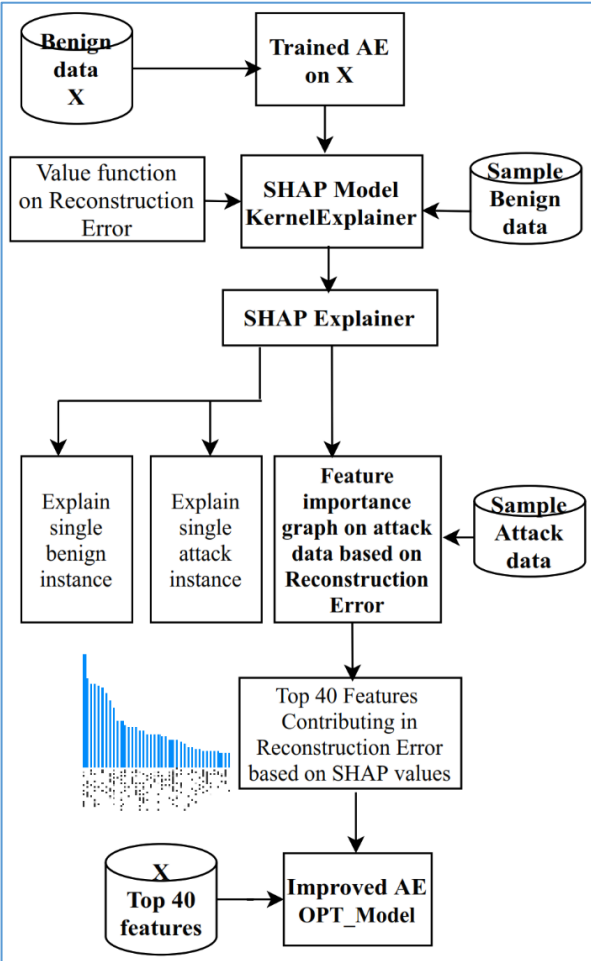 Benign
data
X
Trained AE
on X
Value function
on Reconstruction
Error
SHAP Model
KernelExplainer
Sample
Benign
data
SHAP Explainer
Explain
single
benign
instance
Explain
single
attack
instance
Feature
importance
graph on attack
data based on
Reconstruction
Error
Sample
Attack
data
Top 40 Features
Contributing in
Reconstruction Error
based on SHAP values
X
Top 40
features
Improved AE
OPT_Model